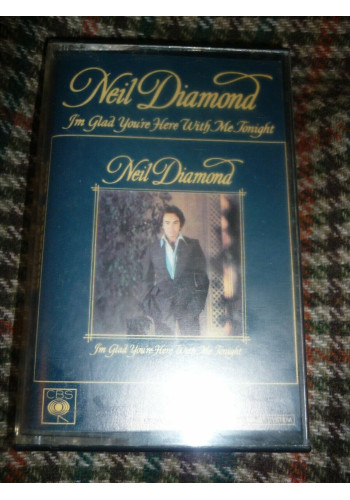 Neil Diamond
I'm Glad You're Here With Me Tonight
Neil Diamond
I'm Glad You're Here With Me Tonight
CBS